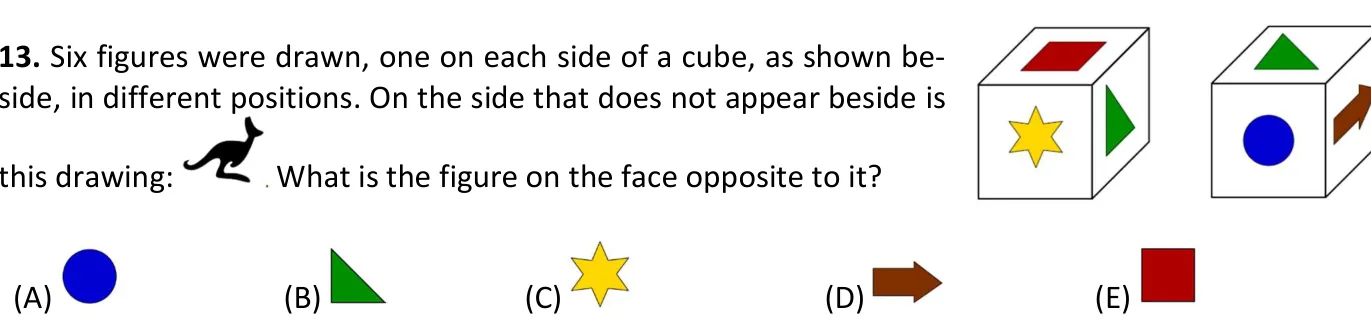 13. Six figures were drawn, one on each side of a cube, as shown be-
side, in different positions. On the side that does not appear beside is
this drawing: . What is the figure on the face opposite to it?
(A) (B) (C) (D) (E)